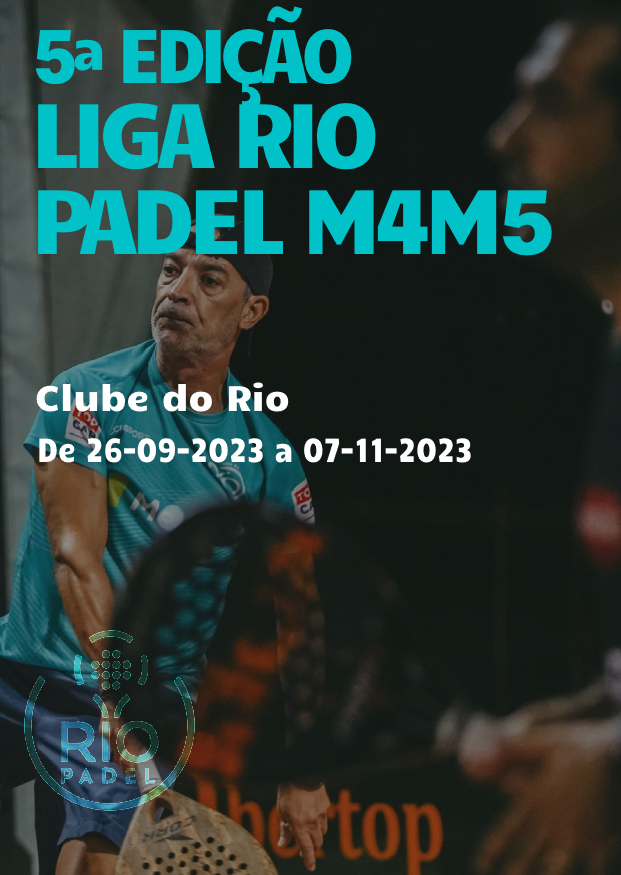 5ª EDIÇÃO
LIGA RIO
PADEL M4M5
Clube do Rio
De 26-09-2023 a 07-11-2023
RIO
PADEL